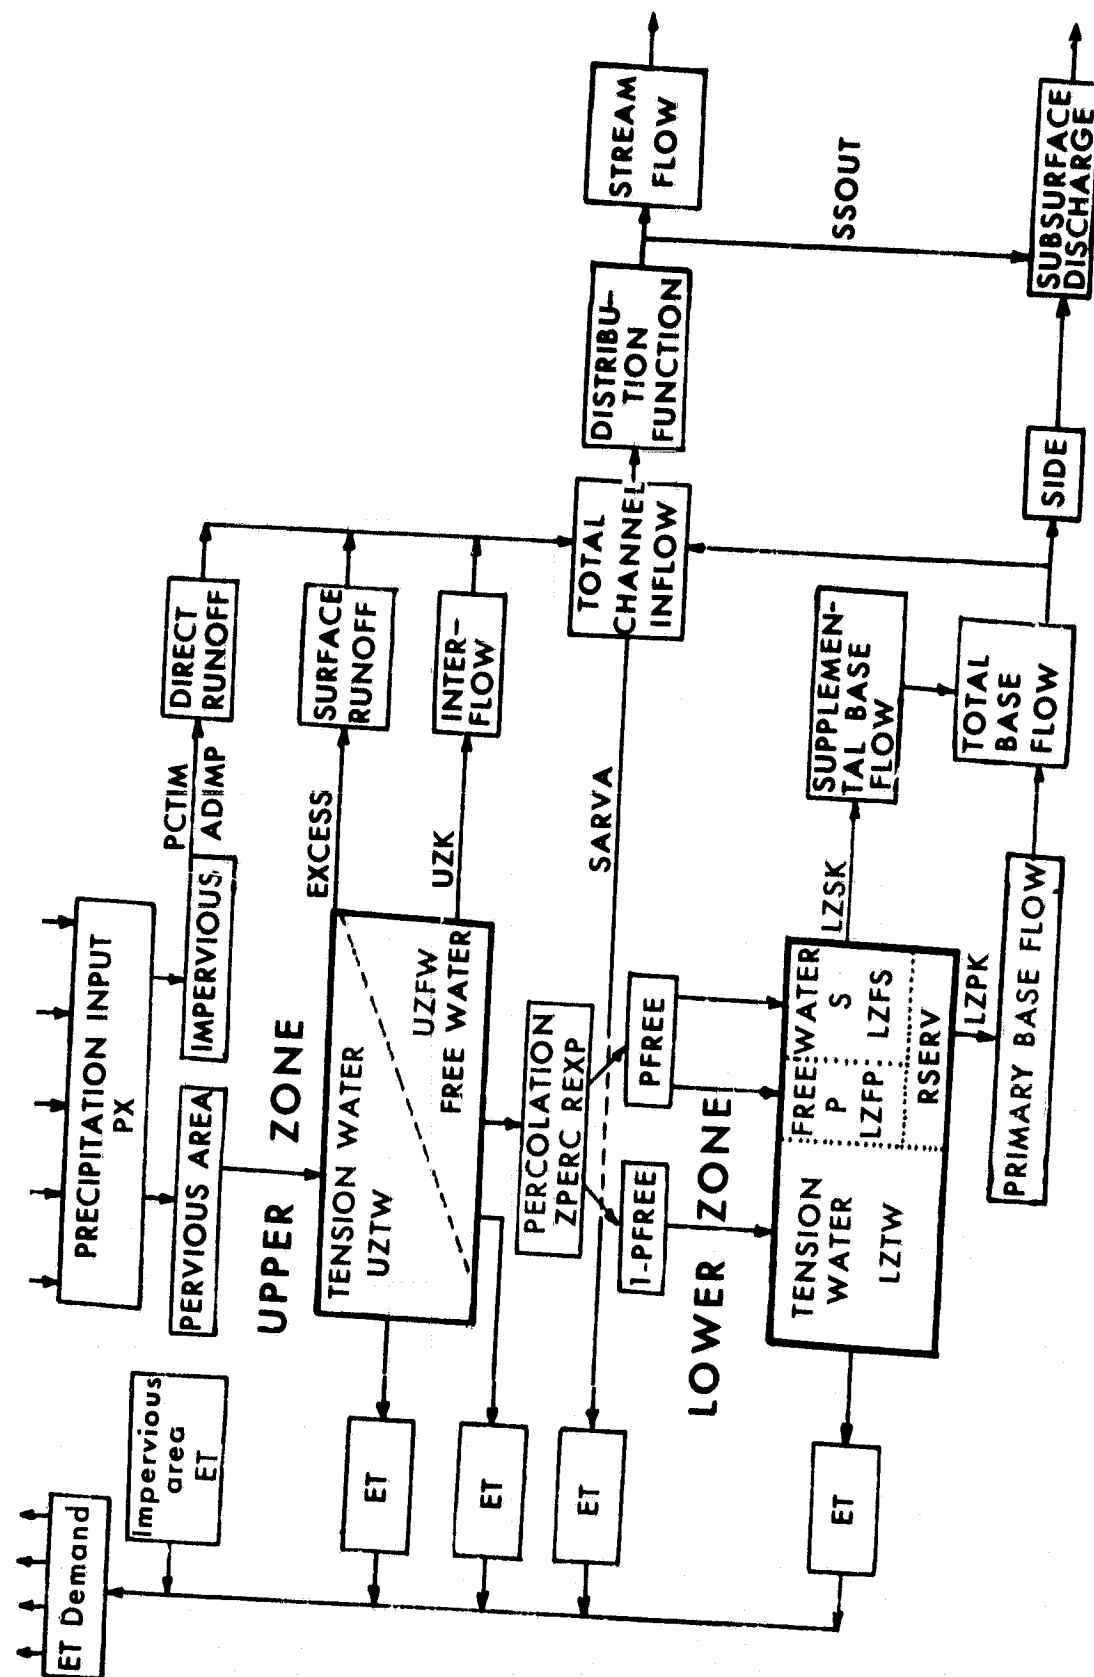 ET Demand
Impervious
area
ET
PRECIPITATION INPUT
PX
PERVIOUS AREA
IMPERVIOUS
PCTIM
ADIMP
DIRECT
RUNOFF
UPPER ZONE
TENSION WATER
UZTW
UZFW
FREE WATER
EXCESS
SURFACE
RUNOFF
UZK
INTER-
FLOW
ET
ET
ET
PERCOLATION
ZPERC REXP
SARVA
TOTAL
CHANNEL
INFLOW
DISTRIBU-
TION
FUNCTION
STREAM
FLOW
1-PFREE
PFREE
LOWER ZONE
SSOUT
TENSION
WATER
LZTW
FREE WATER
P S
LZFP LZFS
RSERV
LZSK
SUPPLEMEN-
TAL BASE
FLOW
ET
LZPK
PRIMARY BASE FLOW
TOTAL
BASE
FLOW
SIDE
SUBSURFACE
DISCHARGE